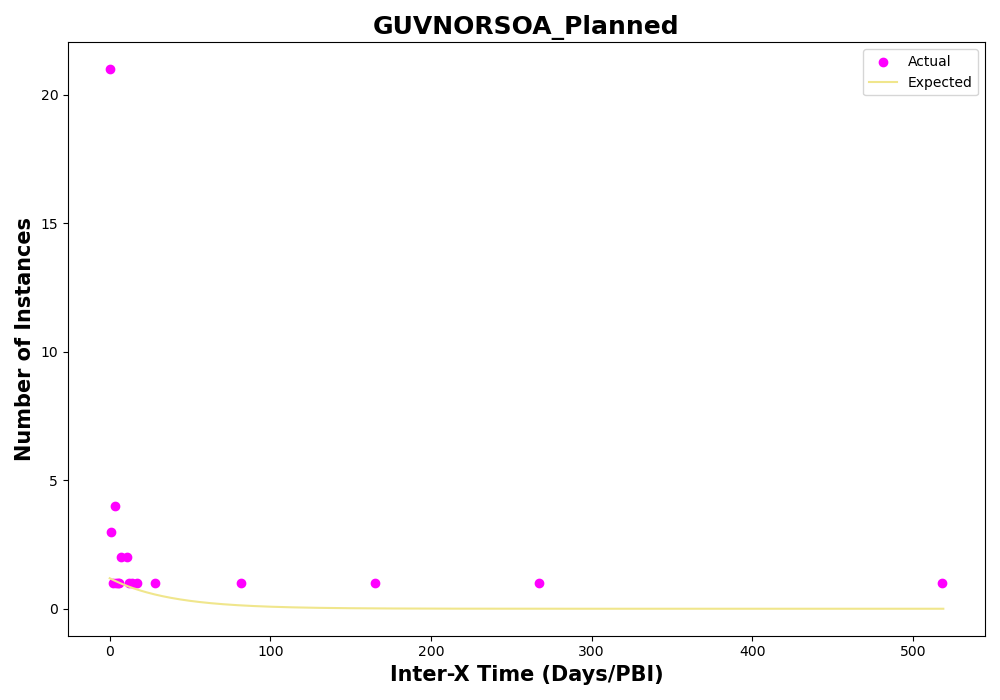 GUVNORSOA_Planned
Actual
Expected
20
15
10
5
0
Number of Instances
0 100 200 300 400 500
Inter-X Time (Days/PBI)